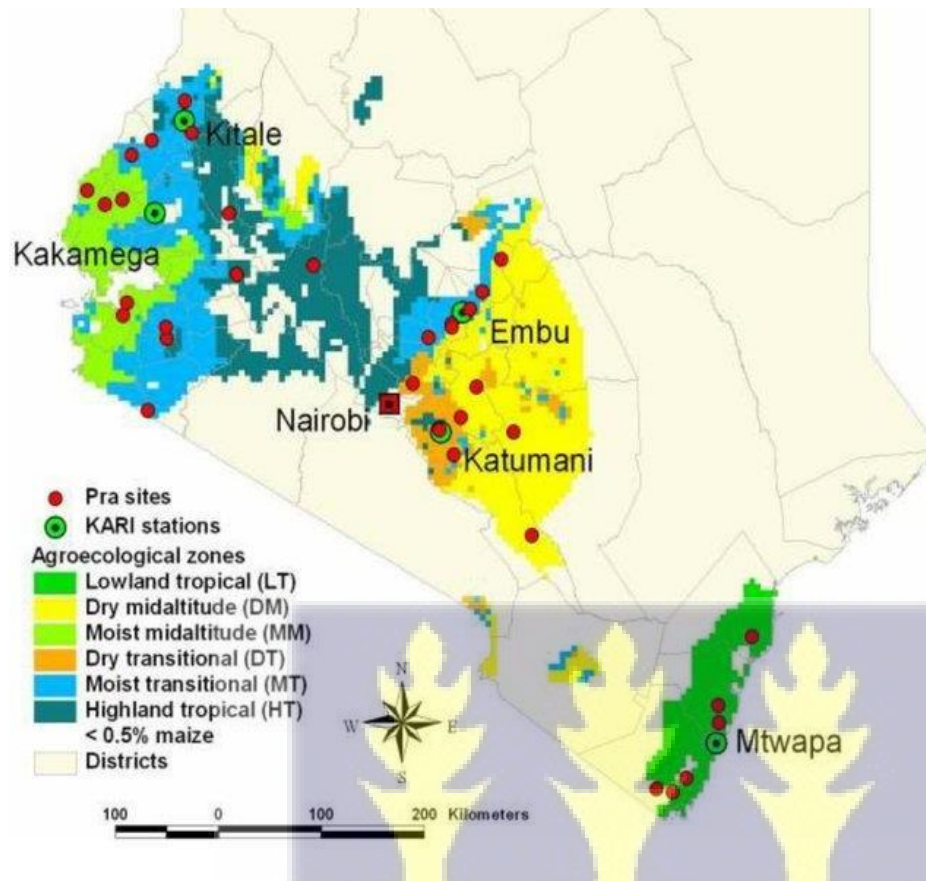 Kitale
Kakamega
Embu
Nairobi
Katumani
Pra sites
KARI stations
Agroecological zones
Lowland tropical (LT)
Dry midaltitude (DM)
Moist midaltitude (MM)
Dry transitional (DT)
Moist transitional (MT)
Highland tropical (HT)
< 0.5% maize
Districts
N
W E
S
Mtwapa
100 0 100 200 Kilometers